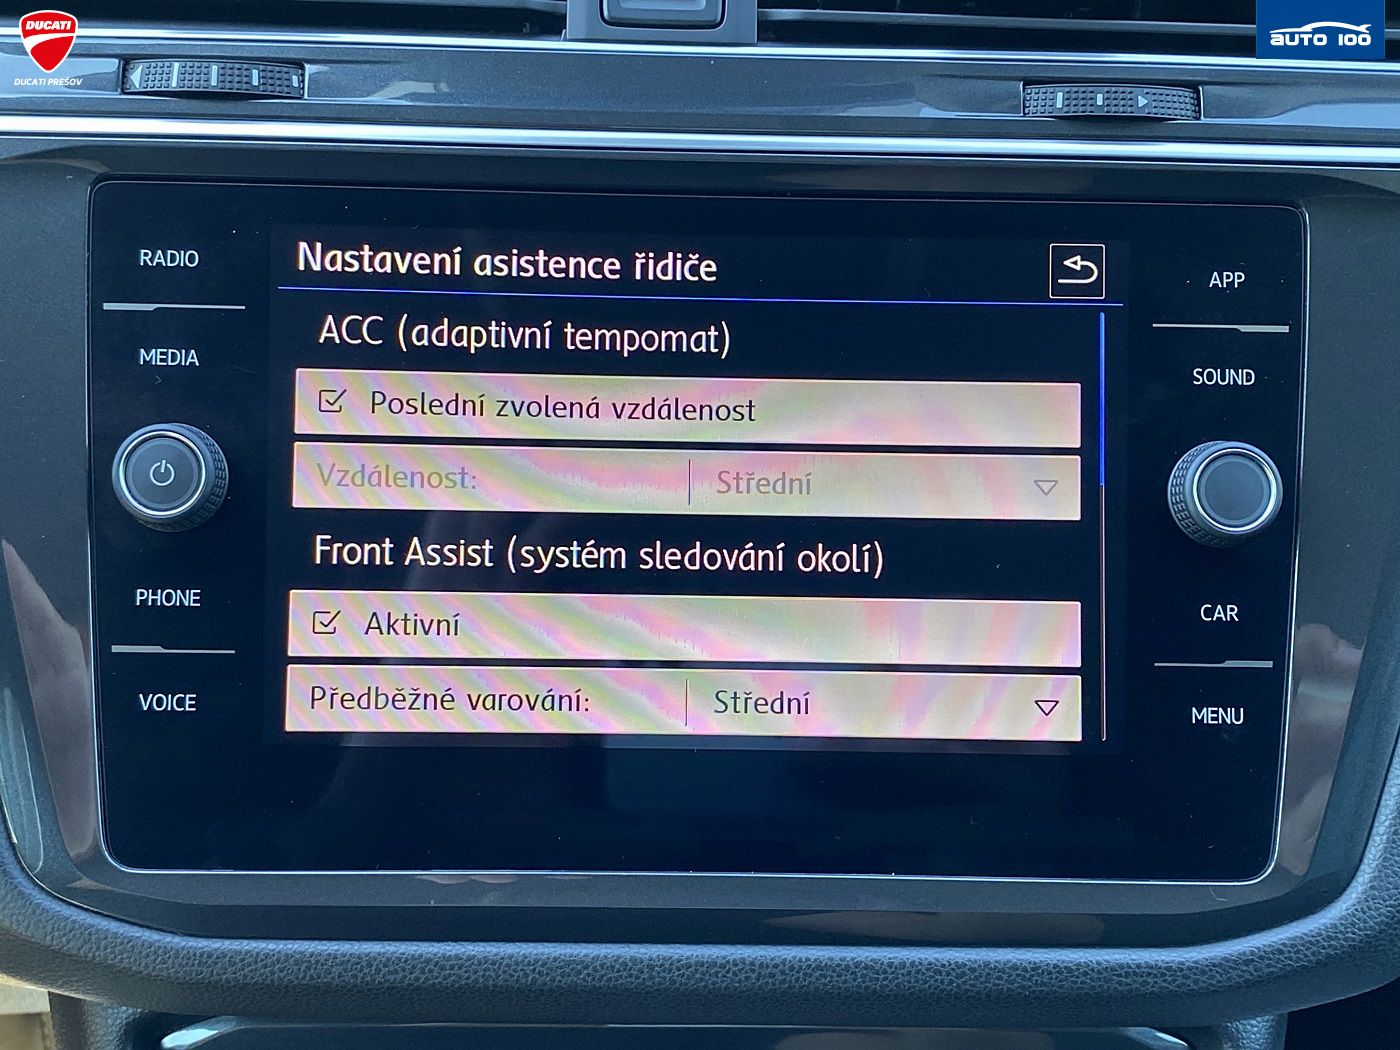 DUCATI
DUCATI PREŠOV
AUTO 100
RADIO
MEDIA
PHONE
VOICE
Nastavení asistence řidiče
ACC (adaptivní tempomat)
Poslední zvolená vzdálenost
Vzdálenost: Střední
Front Assist (systém sledování okolí)
Aktivní
Předběžné varování: Střední
APP
SOUND
CAR
MENU